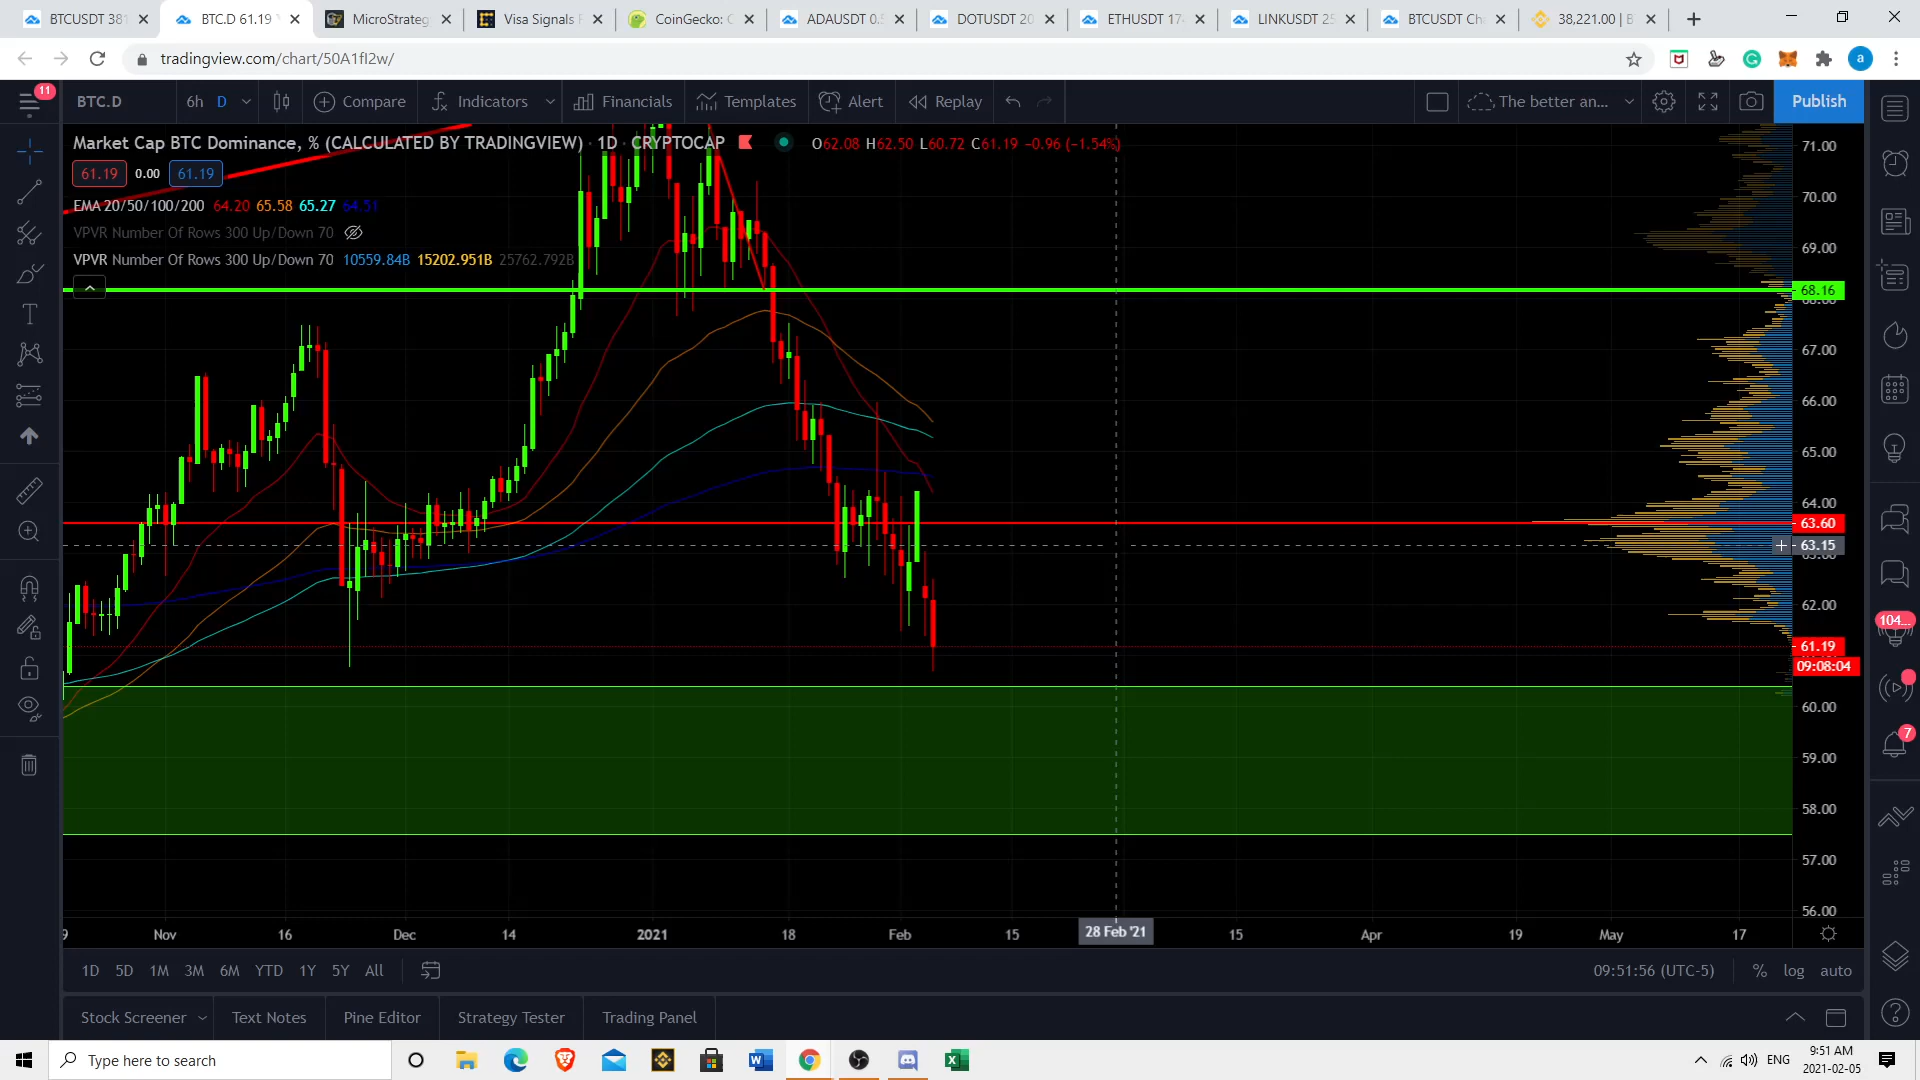 BTCUSDT 381
BTC.D 61.19
MicroStrateg
Visa Signals F
CoinGecko: C
ADAUSDT 0.5
DOTUSDT 20
ETHUSDT 174
LINKUSDT 25
BTCUSDT Cha
38,221.00 | B
tradingview.com/chart/50A1fI2w/
a
11
BTC.D
6h D
Compare
Indicators
Financials
Templates
Alert
Replay
The better an...
Publish
Market Cap BTC Dominance, % (CALCULATED BY TRADINGVIEW) · 1D · CRYPTOCAP
O62.08 H62.50 L60.72 C61.19 −0.96 (−1.54%)
61.19 0.00 61.19
EMA 20/50/100/200 64.20 65.58 65.27 64.51
VPVR Number Of Rows 300 Up/Down 70
VPVR Number Of Rows 300 Up/Down 70 10559.84B 15202.951B 25762.792B
71.00
70.00
69.00
68.16
67.00
66.00
65.00
64.00
63.60
63.15
62.00
61.19
09:08:04
60.00
59.00
58.00
57.00
56.00
104...
7
9 Nov 16 Dec 14 2021 18 Feb 15 28 Feb '21 15 Apr 19 May 17
1D 5D 1M 3M 6M YTD 1Y 5Y All
09:51:56 (UTC-5) % log auto
Stock Screener Text Notes Pine Editor Strategy Tester Trading Panel
Type here to search
ENG
9:51 AM
2021-02-05